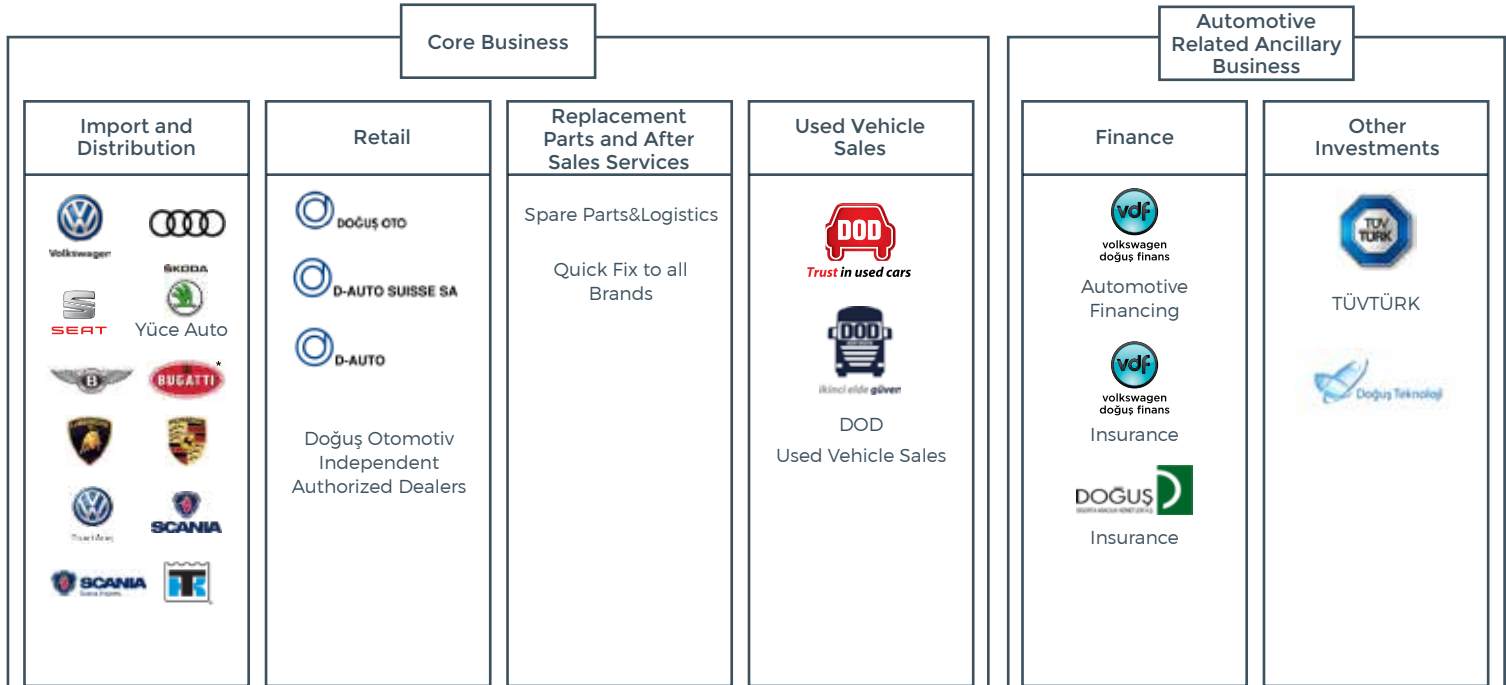 Core Business
Automotive
Related Ancillary
Business
Import and
Distribution
Volkswagen
ŠKODA
SEAT
Yüce Auto
B
BUGATTI
*
SCANIA
SCANIA
Retail
DOĞUŞ OTO
D-AUTO SUISSE SA
D-AUTO
Doğuş Otomotiv
Independent
Authorized Dealers
Replacement
Parts and After
Sales Services
Spare Parts&Logistics
Quick Fix to all
Brands
Used Vehicle
Sales
DOD
Trust in used cars
DOD
ikinci elde güven
DOD
Used Vehicle Sales
Finance
vdf
volkswagen
doğuş finans
Automotive
Financing
vdf
volkswagen
doğuş finans
Insurance
DOĞUŞ
Insurance
Other
Investments
TÜV
TURK
TÜVTÜRK
Doğuş Teknoloji